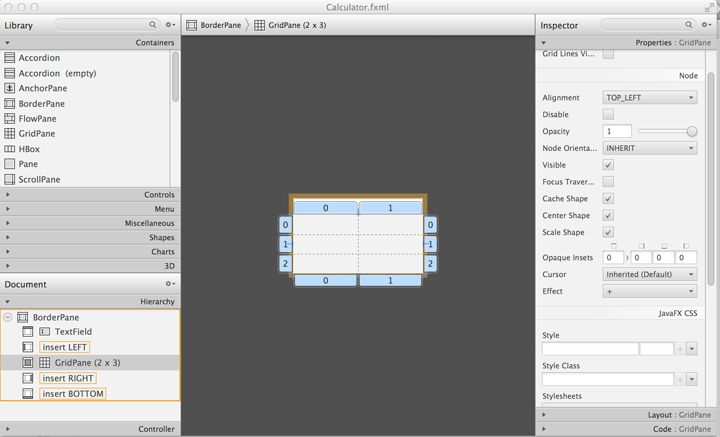 Calculator.fxml
Library
Containers
Accordion
Accordion (empty)
AnchorPane
BorderPane
FlowPane
GridPane
HBox
Pane
ScrollPane
Controls
Menu
Miscellaneous
Shapes
Charts
3D
Document
Hierarchy
BorderPane
TextField
insert LEFT
GridPane (2 x 3)
insert RIGHT
insert BOTTOM
Controller
BorderPane GridPane (2 x 3)
0 1
0 0
1 1
2 2
0 1
Inspector
Properties : GridPane
Grid Lines Vi...
Node
Alignment TOP_LEFT
Disable
Opacity 1
Node Orienta... INHERIT
Visible
Focus Traver...
Cache Shape
Center Shape
Scale Shape
Opaque Insets 0 0 0 0
Cursor Inherited (Default)
Effect +
JavaFX CSS
Style
Style Class
Stylesheets
Layout : GridPane
Code : GridPane